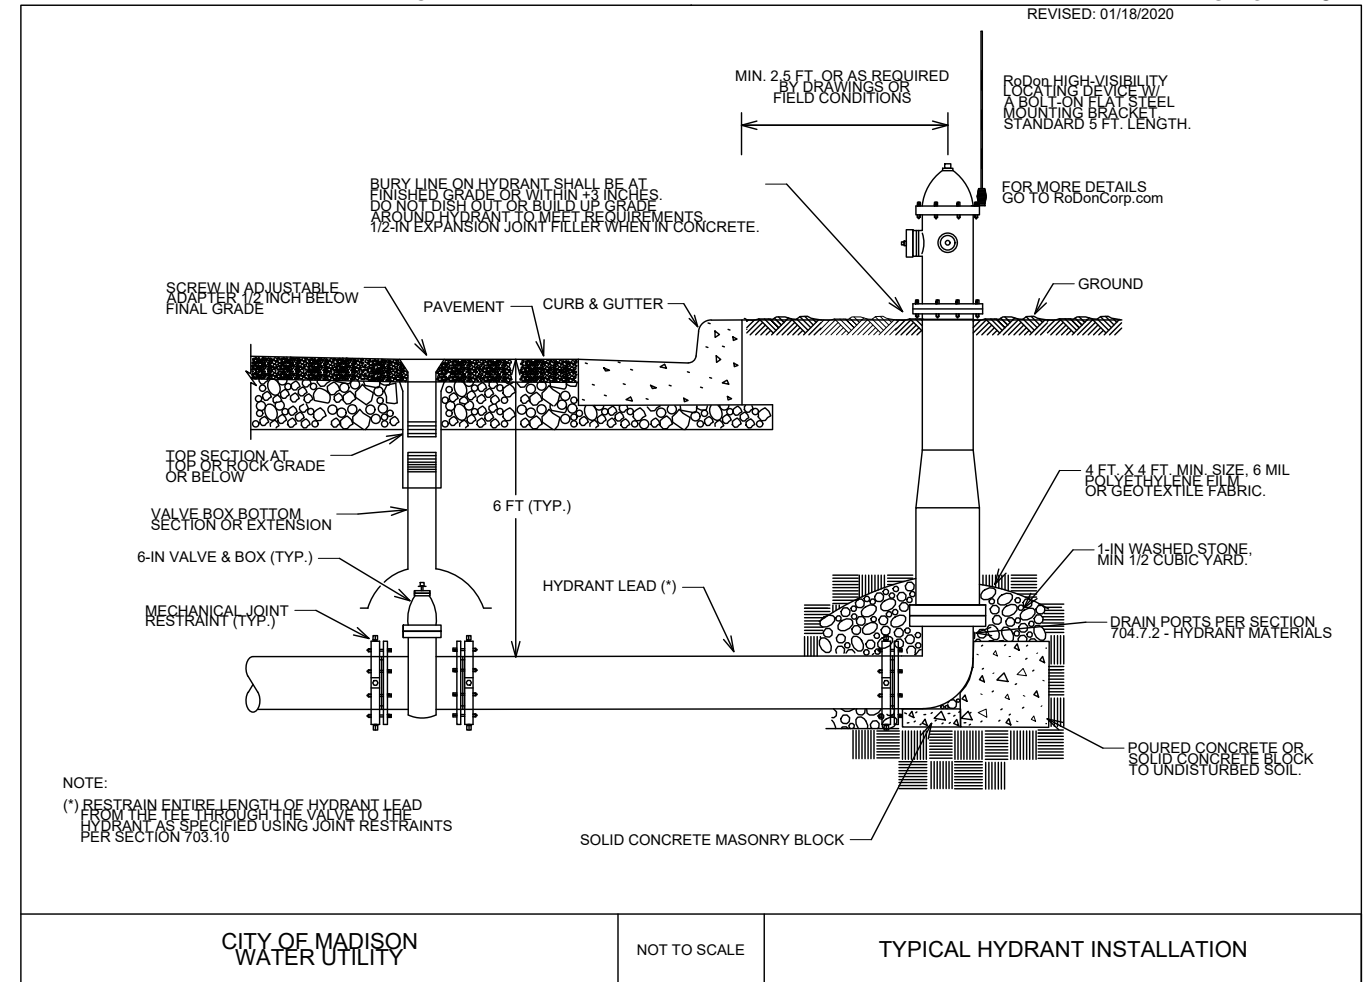 REVISED: 01/18/2020
MIN. 2.5 FT. OR AS REQUIRED
BY DRAWINGS OR
FIELD CONDITIONS
RoDon HIGH-VISIBILITY
LOCATING DEVICE W/
A BOLT-ON FLAT STEEL
MOUNTING BRACKET.
STANDARD 5 FT. LENGTH.
BURY LINE ON HYDRANT SHALL BE AT
FINISHED GRADE OR WITHIN +3 INCHES.
DO NOT DISH OUT OR BUILD UP GRADE
AROUND HYDRANT TO MEET REQUIREMENTS
1/2-IN EXPANSION JOINT FILLER WHEN IN CONCRETE.
FOR MORE DETAILS
GO TO RoDonCorp.com
SCREW IN ADJUSTABLE
ADAPTER 1/2 INCH BELOW
FINAL GRADE
PAVEMENT
CURB & GUTTER
GROUND
TOP SECTION AT
TOP OR ROCK GRADE
OR BELOW
4 FT. X 4 FT. MIN. SIZE, 6 MIL
POLYETHYLENE FILM
OR GEOTEXTILE FABRIC.
VALVE BOX BOTTOM
SECTION OR EXTENSION
6 FT (TYP.)
6-IN VALVE & BOX (TYP.)
1-IN WASHED STONE,
MIN 1/2 CUBIC YARD.
HYDRANT LEAD (*)
MECHANICAL JOINT
RESTRAINT (TYP.)
DRAIN PORTS PER SECTION
704.7.2 - HYDRANT MATERIALS
POURED CONCRETE OR
SOLID CONCRETE BLOCK
TO UNDISTURBED SOIL.
NOTE:
(*) RESTRAIN ENTIRE LENGTH OF HYDRANT LEAD
FROM THE TEE THROUGH THE VALVE TO THE
HYDRANT AS SPECIFIED USING JOINT RESTRAINTS
PER SECTION 703.10
SOLID CONCRETE MASONRY BLOCK
CITY OF MADISON
WATER UTILITY
NOT TO SCALE
TYPICAL HYDRANT INSTALLATION